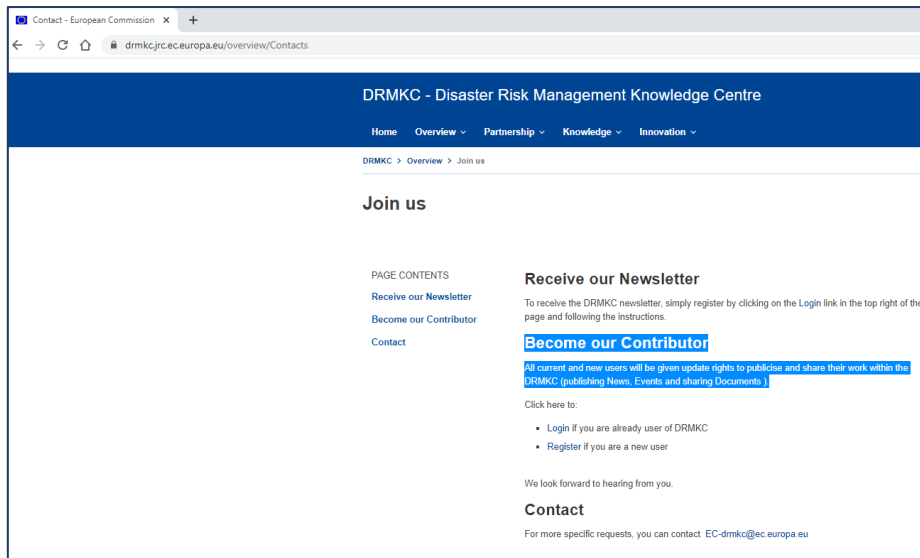 Contact - European Commission
drmkc.jrc.ec.europa.eu/overview/Contacts
DRMKC - Disaster Risk Management Knowledge Centre
Home Overview Partnership Knowledge Innovation
DRMKC > Overview > Join us
Join us
PAGE CONTENTS
Receive our Newsletter
Become our Contributor
Contact
Receive our Newsletter
To receive the DRMKC newsletter, simply register by clicking on the Login link in the top right of the
page and following the instructions.
Become our Contributor
All current and new users will be given update rights to publicise and share their work within the
DRMKC (publishing News, Events and sharing Documents ).
Click here to:
Login if you are already user of DRMKC
Register if you are a new user
We look forward to hearing from you.
Contact
For more specific requests, you can contact EC-drmkc@ec.europa.eu